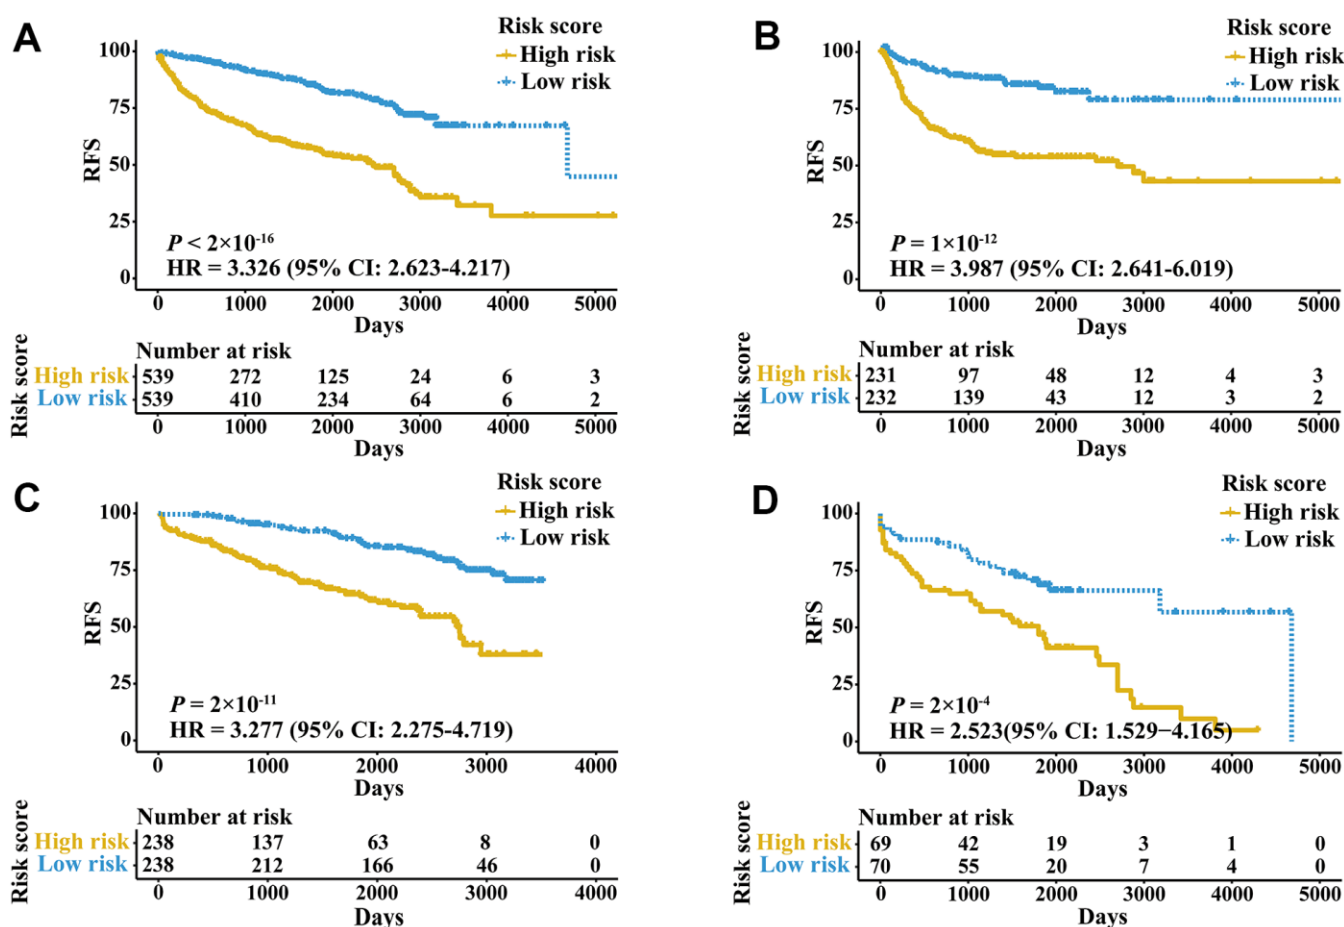 A
Risk score
High risk
Low risk
100
75
50
25
0
RFS
P < 2×10-16
HR = 3.326 (95% CI: 2.623-4.217)
0 1000 2000 3000 4000 5000
Days
Number at risk
Risk score
High risk 539 272 125 24 6 3
Low risk 539 410 234 64 6 2
0 1000 2000 3000 4000 5000
Days
B
Risk score
High risk
Low risk
100
75
50
25
0
RFS
P = 1×10-12
HR = 3.987 (95% CI: 2.641-6.019)
0 1000 2000 3000 4000 5000
Days
Number at risk
Risk score
High risk 231 97 48 12 4 3
Low risk 232 139 43 12 3 2
0 1000 2000 3000 4000 5000
Days
C
Risk score
High risk
Low risk
100
75
50
25
0
RFS
P = 2×10-11
HR = 3.277 (95% CI: 2.275-4.719)
0 1000 2000 3000 4000
Days
Number at risk
Risk score
High risk 238 137 63 8 0
Low risk 238 212 166 46 0
0 1000 2000 3000 4000
Days
D
Risk score
High risk
Low risk
100
75
50
25
0
RFS
P = 2×10-4
HR = 2.523(95% CI: 1.529−4.165)
0 1000 2000 3000 4000 5000
Days
Number at risk
Risk score
High risk 69 42 19 3 1 0
Low risk 70 55 20 7 4 0
0 1000 2000 3000 4000 5000
Days